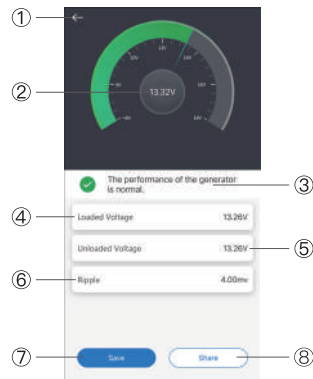 ①
②
13.32V
The performance of the generator
is normal.
③
④
Loaded Voltage 13.26V
Unloaded Voltage 13.26V
⑤
⑥
Ripple 4.00mv
⑦
Save
Share
⑧